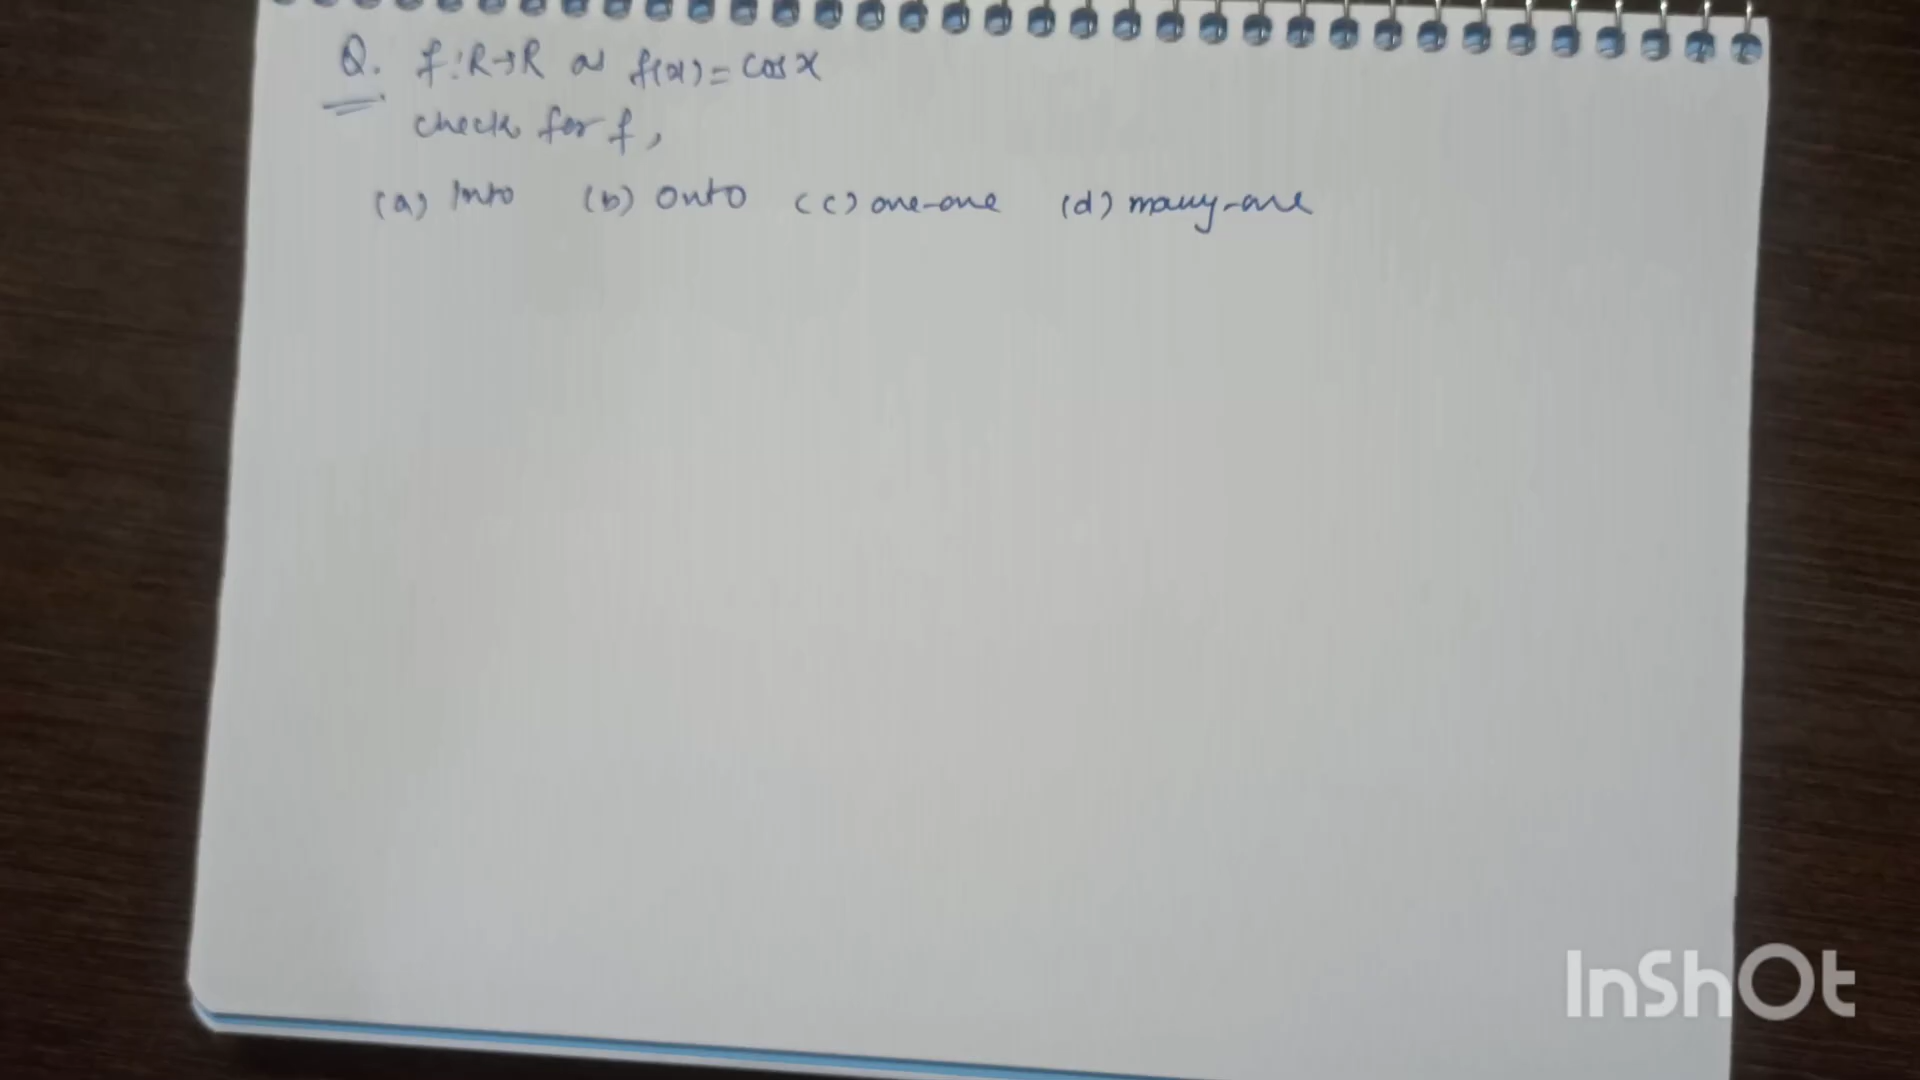 Q. f:R→R as f(x)=cos x
check for f,
(a) Into (b) Onto (c) one-one (d) many-one
InShOt